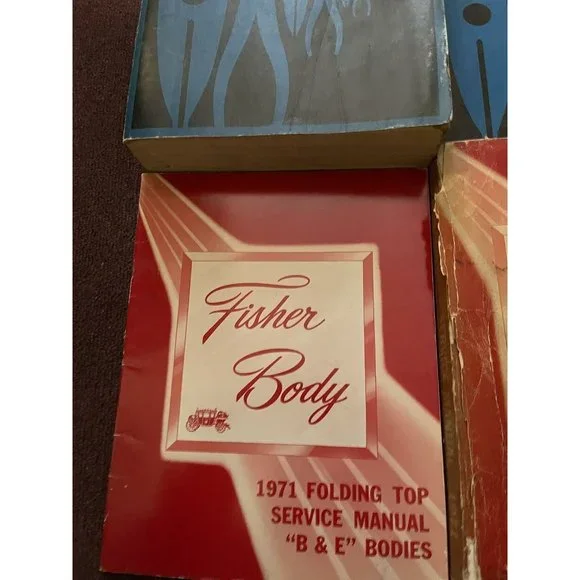 Fisher
Body
1971 FOLDING TOP
SERVICE MANUAL
"B & E" BODIES